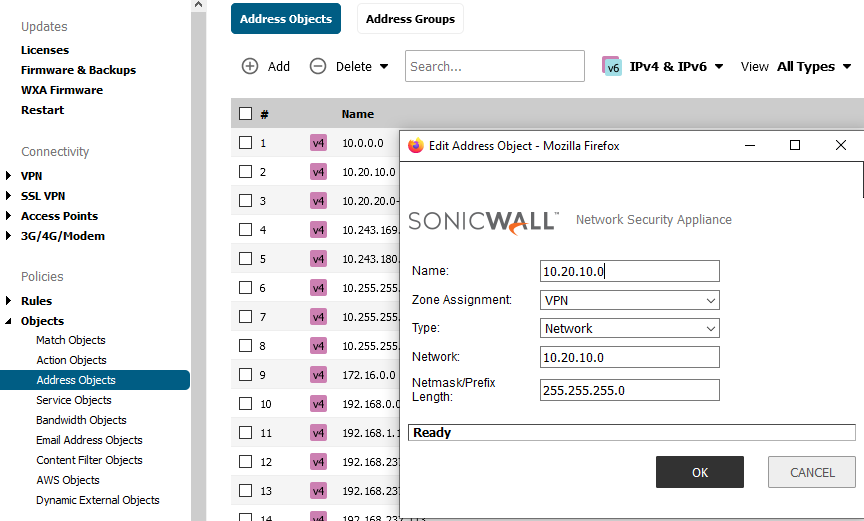 Updates
Licenses
Firmware & Backups
WXA Firmware
Restart
Connectivity
VPN
SSL VPN
Access Points
3G/4G/Modem
Policies
Rules
Objects
Match Objects
Action Objects
Address Objects
Service Objects
Bandwidth Objects
Email Address Objects
Content Filter Objects
AWS Objects
Dynamic External Objects
Address Objects Address Groups
Add Delete Search... v6 IPv4 & IPv6 View All Types
# Name
1 v4 10.0.0.0
2 v4 10.20.10.0
3 v4 10.20.20.0-
4 v4 10.243.169.
5 v4 10.243.180.
6 v4 10.255.255.
7 v4 10.255.255.
8 v4 10.255.255.
9 v4 172.16.0.0
10 v4 192.168.0.0
11 v4 192.168.1.1
12 v4 192.168.237
13 v4 192.168.237
14 v4 192.168.237.113
Edit Address Object - Mozilla Firefox
SONICWALL™ Network Security Appliance
Name: 10.20.10.0
Zone Assignment: VPN
Type: Network
Network: 10.20.10.0
Netmask/Prefix
Length: 255.255.255.0
Ready
OK CANCEL